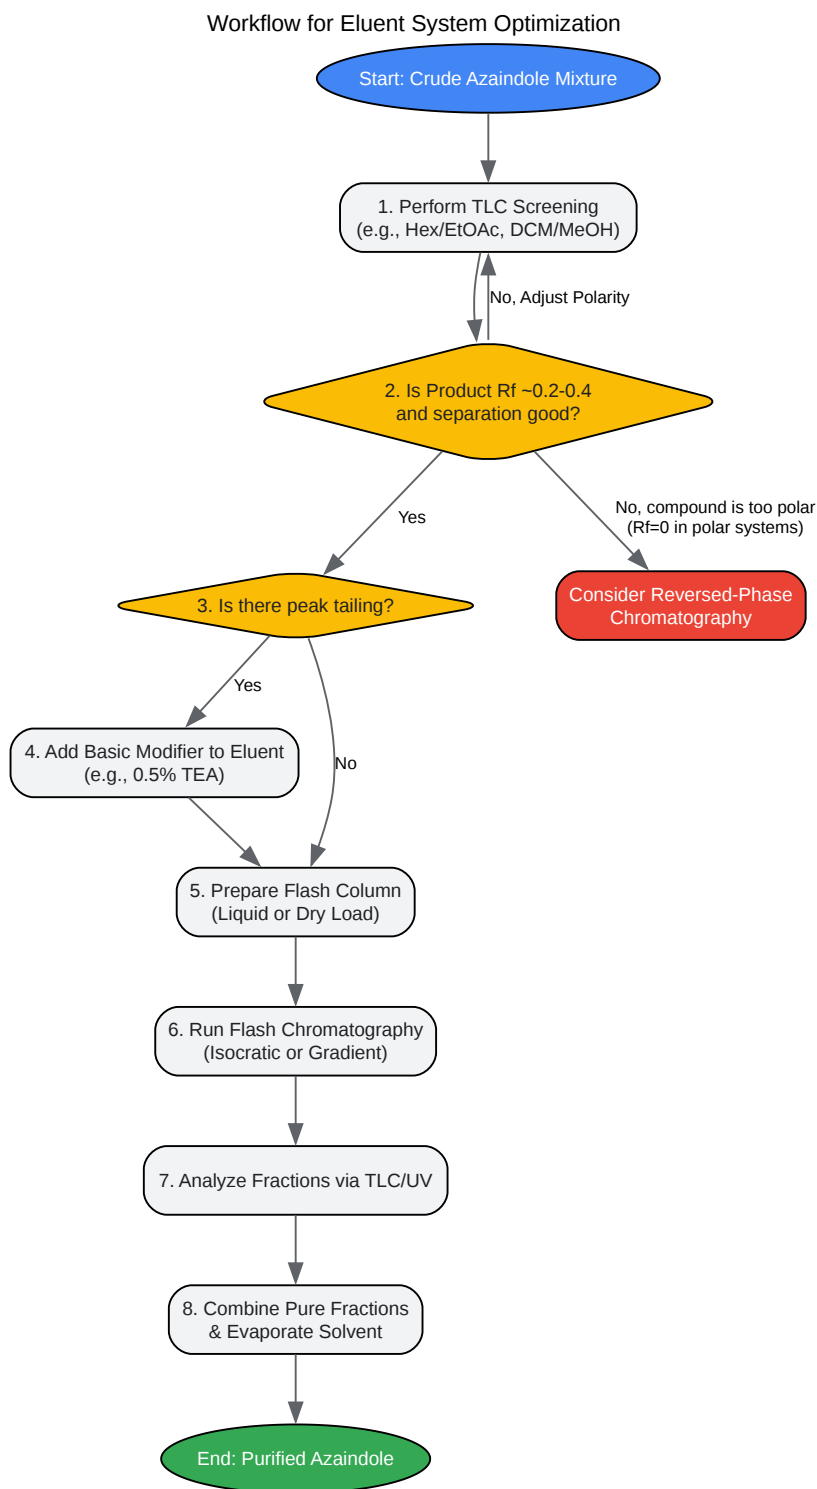 Workflow for Eluent System Optimization
Start: Crude Azaindole Mixture
1. Perform TLC Screening
(e.g., Hex/EtOAc, DCM/MeOH)
No, Adjust Polarity
2. Is Product Rf ~0.2-0.4
and separation good?
Yes
No, compound is too polar
(Rf=0 in polar systems)
3. Is there peak tailing?
Consider Reversed-Phase
Chromatography
Yes
4. Add Basic Modifier to Eluent
(e.g., 0.5% TEA)
No
5. Prepare Flash Column
(Liquid or Dry Load)
6. Run Flash Chromatography
(Isocratic or Gradient)
7. Analyze Fractions via TLC/UV
8. Combine Pure Fractions
& Evaporate Solvent
End: Purified Azaindole